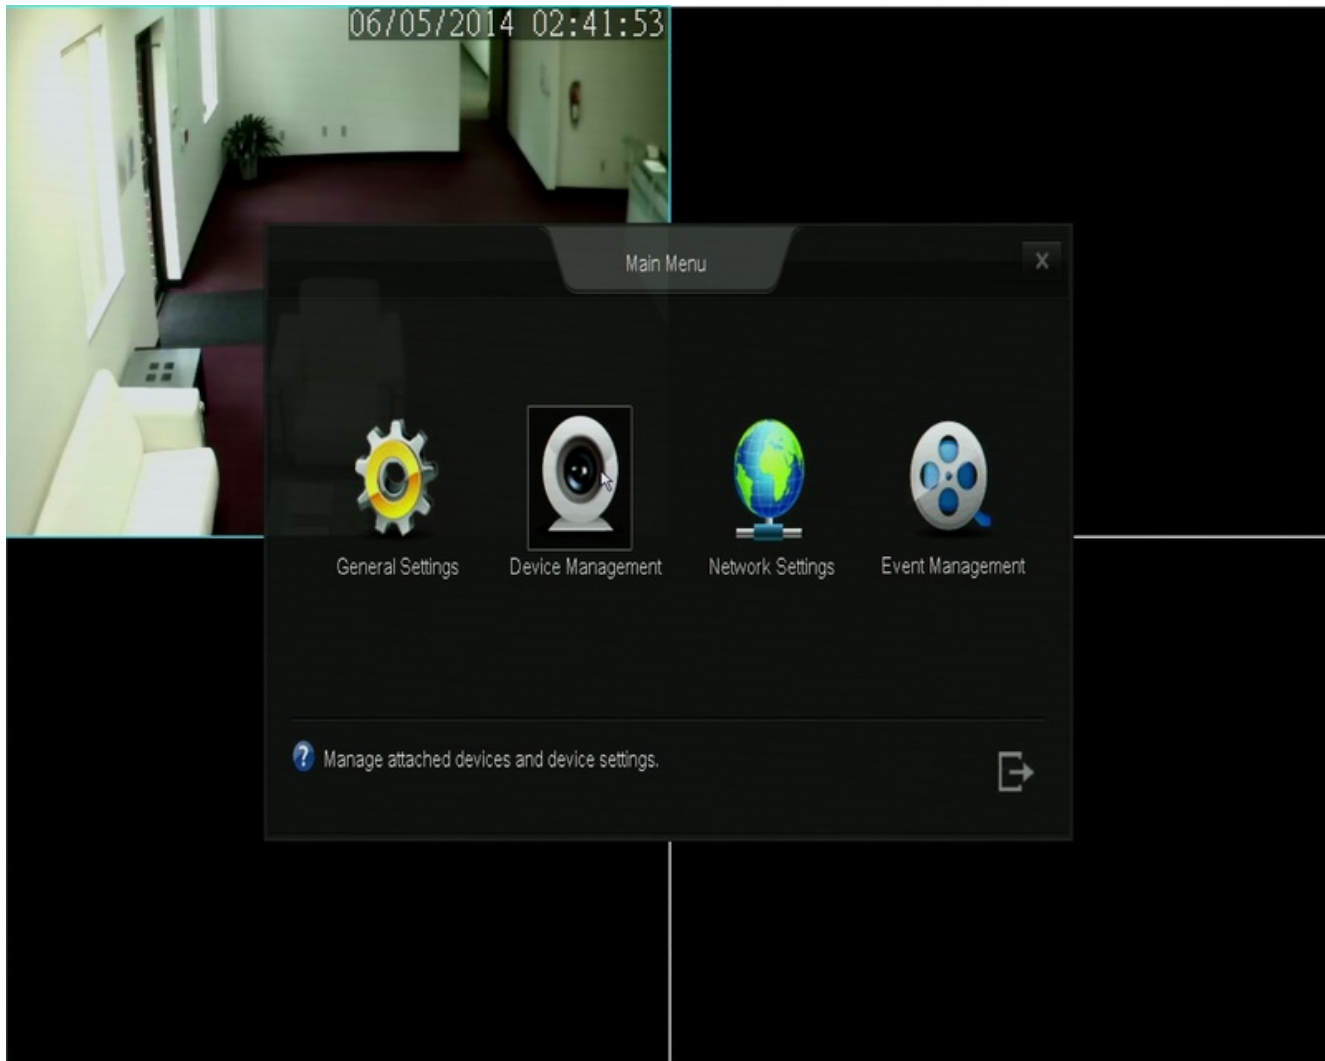 06/05/2014 02:41:53
Main Menu
X
General Settings
Device Management
Network Settings
Event Management
? Manage attached devices and device settings.